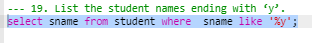 --- 19. List the student names ending with ‘y’.
select sname from student where  sname like '%y';